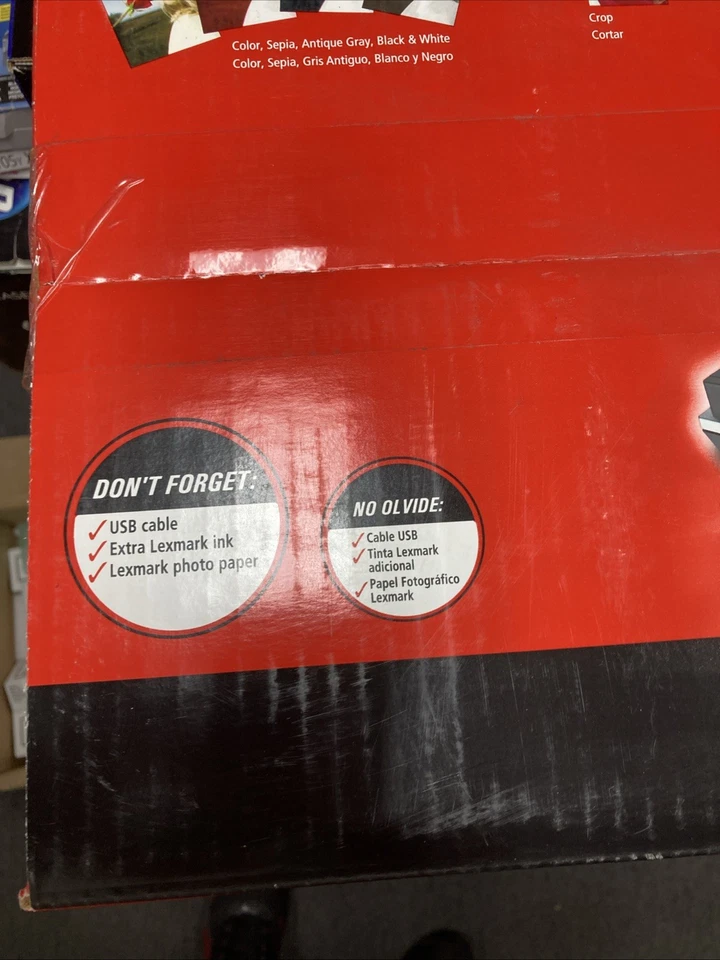 Color, Sepia, Antique Gray, Black & White
Color, Sepia, Gris Antiguo, Blanco y Negro
Crop
Cortar
DON'T FORGET:
✓ USB cable
✓ Extra Lexmark ink
✓ Lexmark photo paper
NO OLVIDE:
✓ Cable USB
✓ Tinta Lexmark
adicional
✓ Papel Fotográfico
Lexmark